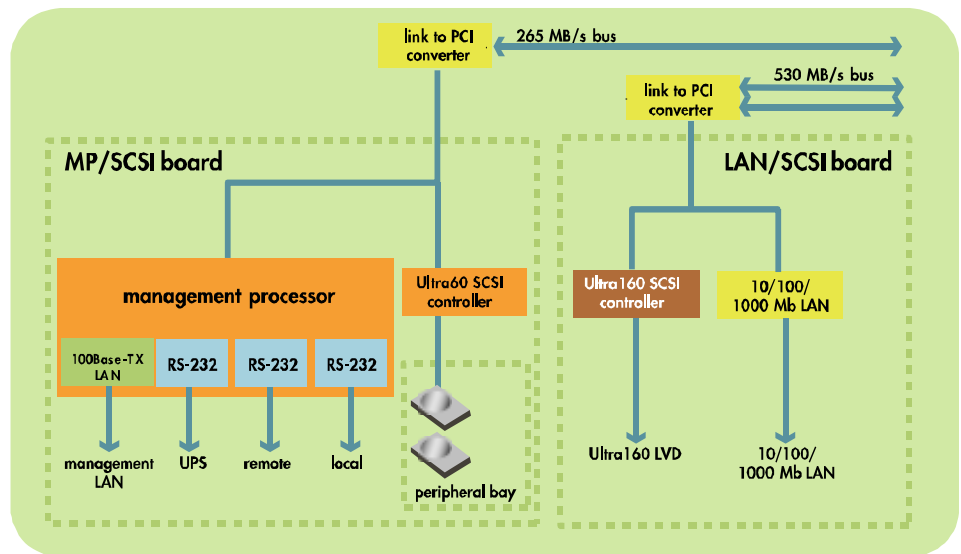 link to PCI
converter
265 MB/s bus
link to PCI
converter
530 MB/s bus
MP/SCSI board
LAN/SCSI board
management processor
Ultra60 SCSI
controller
Ultra160 SCSI
controller
10/100/
1000 Mb LAN
100Base-TX
LAN
RS-232
RS-232
RS-232
management
LAN
UPS
remote
local
peripheral bay
Ultra160 LVD
10/100/
1000 Mb LAN